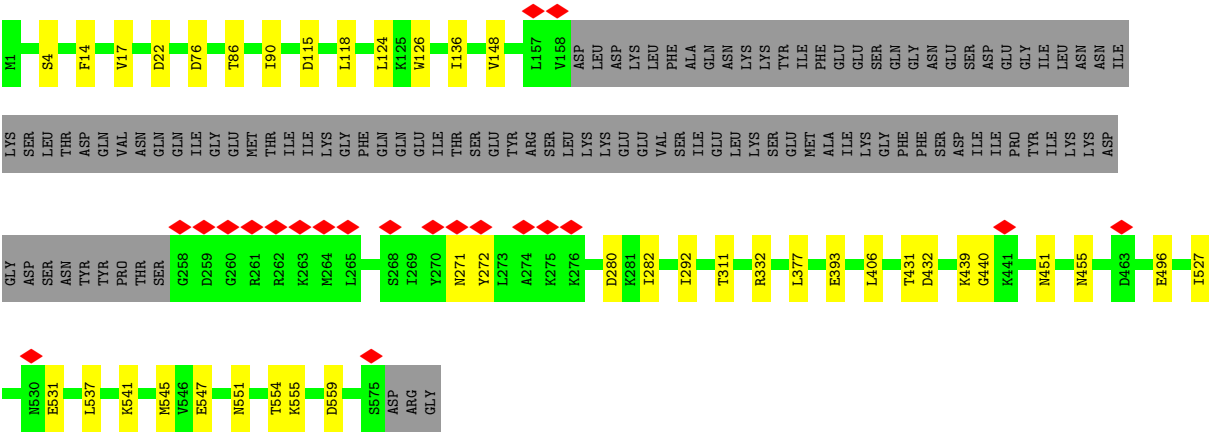 M1 S4 F14 V17 D22 D76 T86 I90 D115 L118 L124 K125 W126 I136 V148 L157 V158 ASP LEU ASP LYS LEU PHE ALA GLN ASN LYS LYS TYR ILE PHE GLU GLU SER GLN GLY ASN GLU SER ASP GLU GLY ILE LEU ASN ASN ILE
LYS SER LEU THR ASP GLN VAL ASN GLN GLN ILE GLY GLU MET THR ILE ILE LYS GLY PHE GLN GLN GLU ILE THR SER GLU TYR ARG SER LEU LYS LYS GLU GLU VAL SER ILE GLU LEU LYS SER GLU MET ALA ILE LYS GLY PHE PHE SER ASP ILE ILE PRO TYR ILE LYS LYS ASP
GLY ASP SER ASN TYR TYR PRO THR SER G258 D259 G260 R261 R262 K263 M264 L265 S268 I269 Y270 N271 Y272 L273 A274 K275 K276 D280 K281 I282 I292 T311 R332 L377 E393 L406 T431 D432 K439 G440 K441 N451 N455 D463 E496 I527
N530 E531 L537 K541 M545 V546 E547 N551 T554 K555 D559 S575 ASP ARG GLY